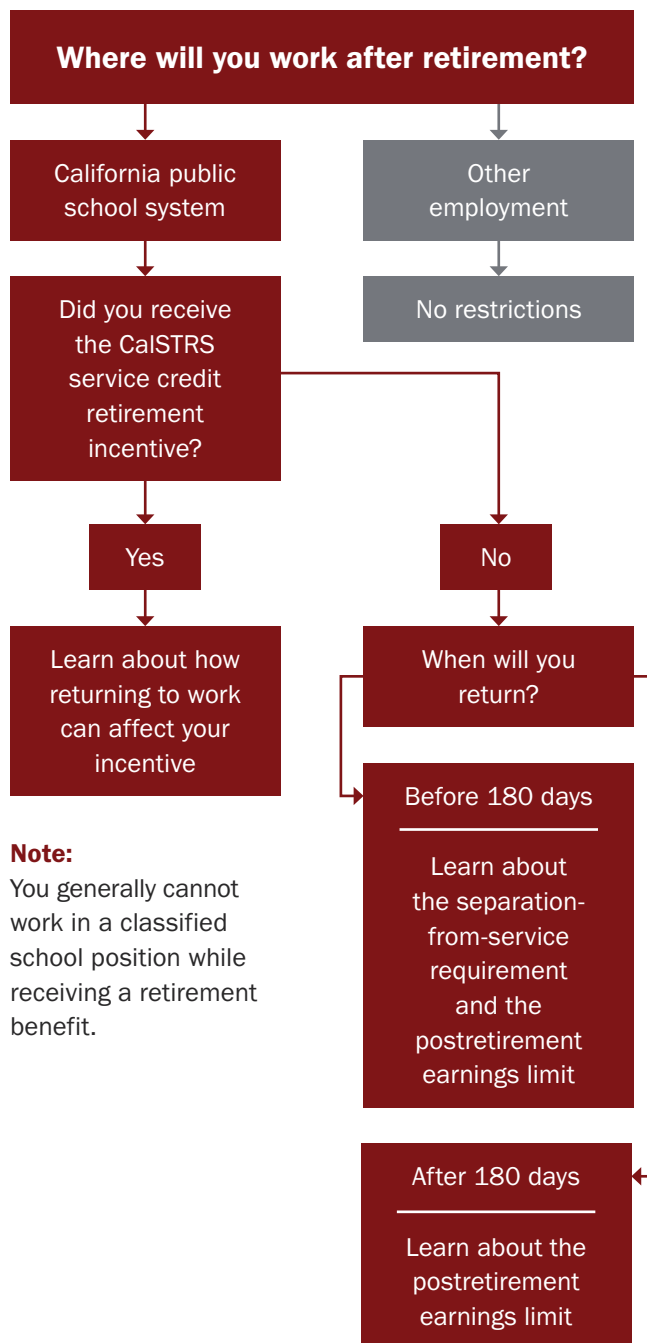 Where will you work after retirement?
California public
school system
Other
employment
No restrictions
Did you receive
the CalSTRS
service credit
retirement
incentive?
Yes
No
Learn about how
returning to work
can affect your
incentive
When will you
return?
Before 180 days
Learn about
the separation-
from-service
requirement
and the
postretirement
earnings limit
Note:
You generally cannot
work in a classified
school position while
receiving a retirement
benefit.
After 180 days
Learn about the
postretirement
earnings limit